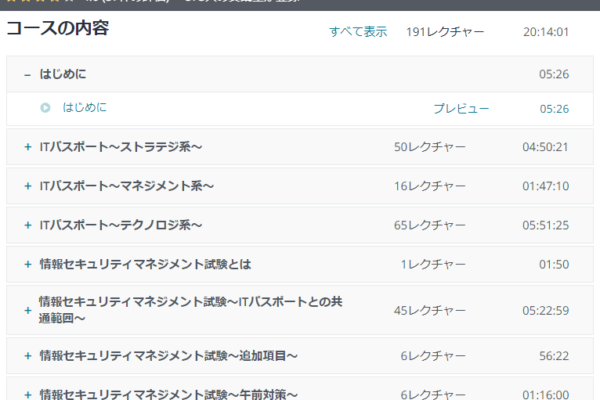 コースの内容 すべて表示 191レクチャー 20:14:01
– はじめに 05:26
はじめに プレビュー 05:26
+ ITパスポート～ストラテジ系～ 50レクチャー 04:50:21
+ ITパスポート～マネジメント系～ 16レクチャー 01:47:10
+ ITパスポート～テクノロジ系～ 65レクチャー 05:51:25
+ 情報セキュリティマネジメント試験とは 1レクチャー 01:50
+ 情報セキュリティマネジメント試験～ITパスポートとの共 45レクチャー 05:22:59
通範囲～
+ 情報セキュリティマネジメント試験～追加項目～ 6レクチャー 56:22
+ 情報セキュリティマネジメント試験～午前対策～ 6レクチャー 01:16:00